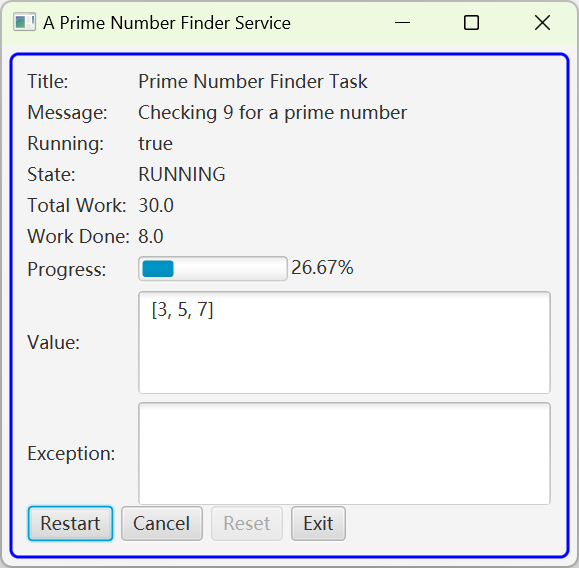 A Prime Number Finder Service
Title: Prime Number Finder Task
Message: Checking 9 for a prime number
Running: true
State: RUNNING
Total Work: 30.0
Work Done: 8.0
Progress: 26.67%
Value: [3, 5, 7]
Exception:
Restart Cancel Reset Exit